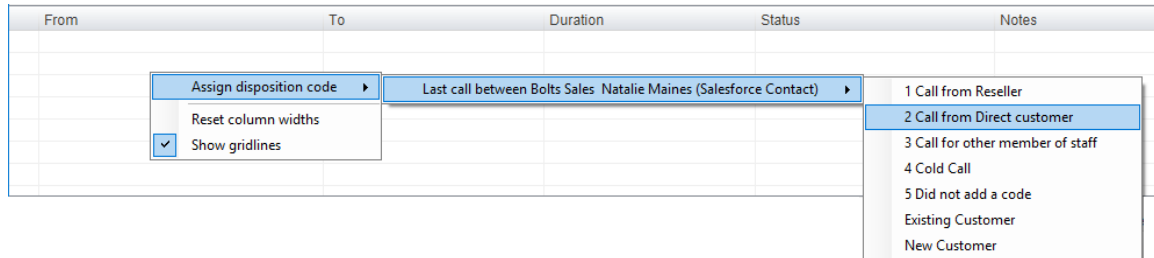 From To Duration Status Notes
Assign disposition code Last call between Bolts Sales  Natalie Maines (Salesforce Contact) 1 Call from Reseller
Reset column widths 2 Call from Direct customer
Show gridlines 3 Call for other member of staff
4 Cold Call
5 Did not add a code
Existing Customer
New Customer